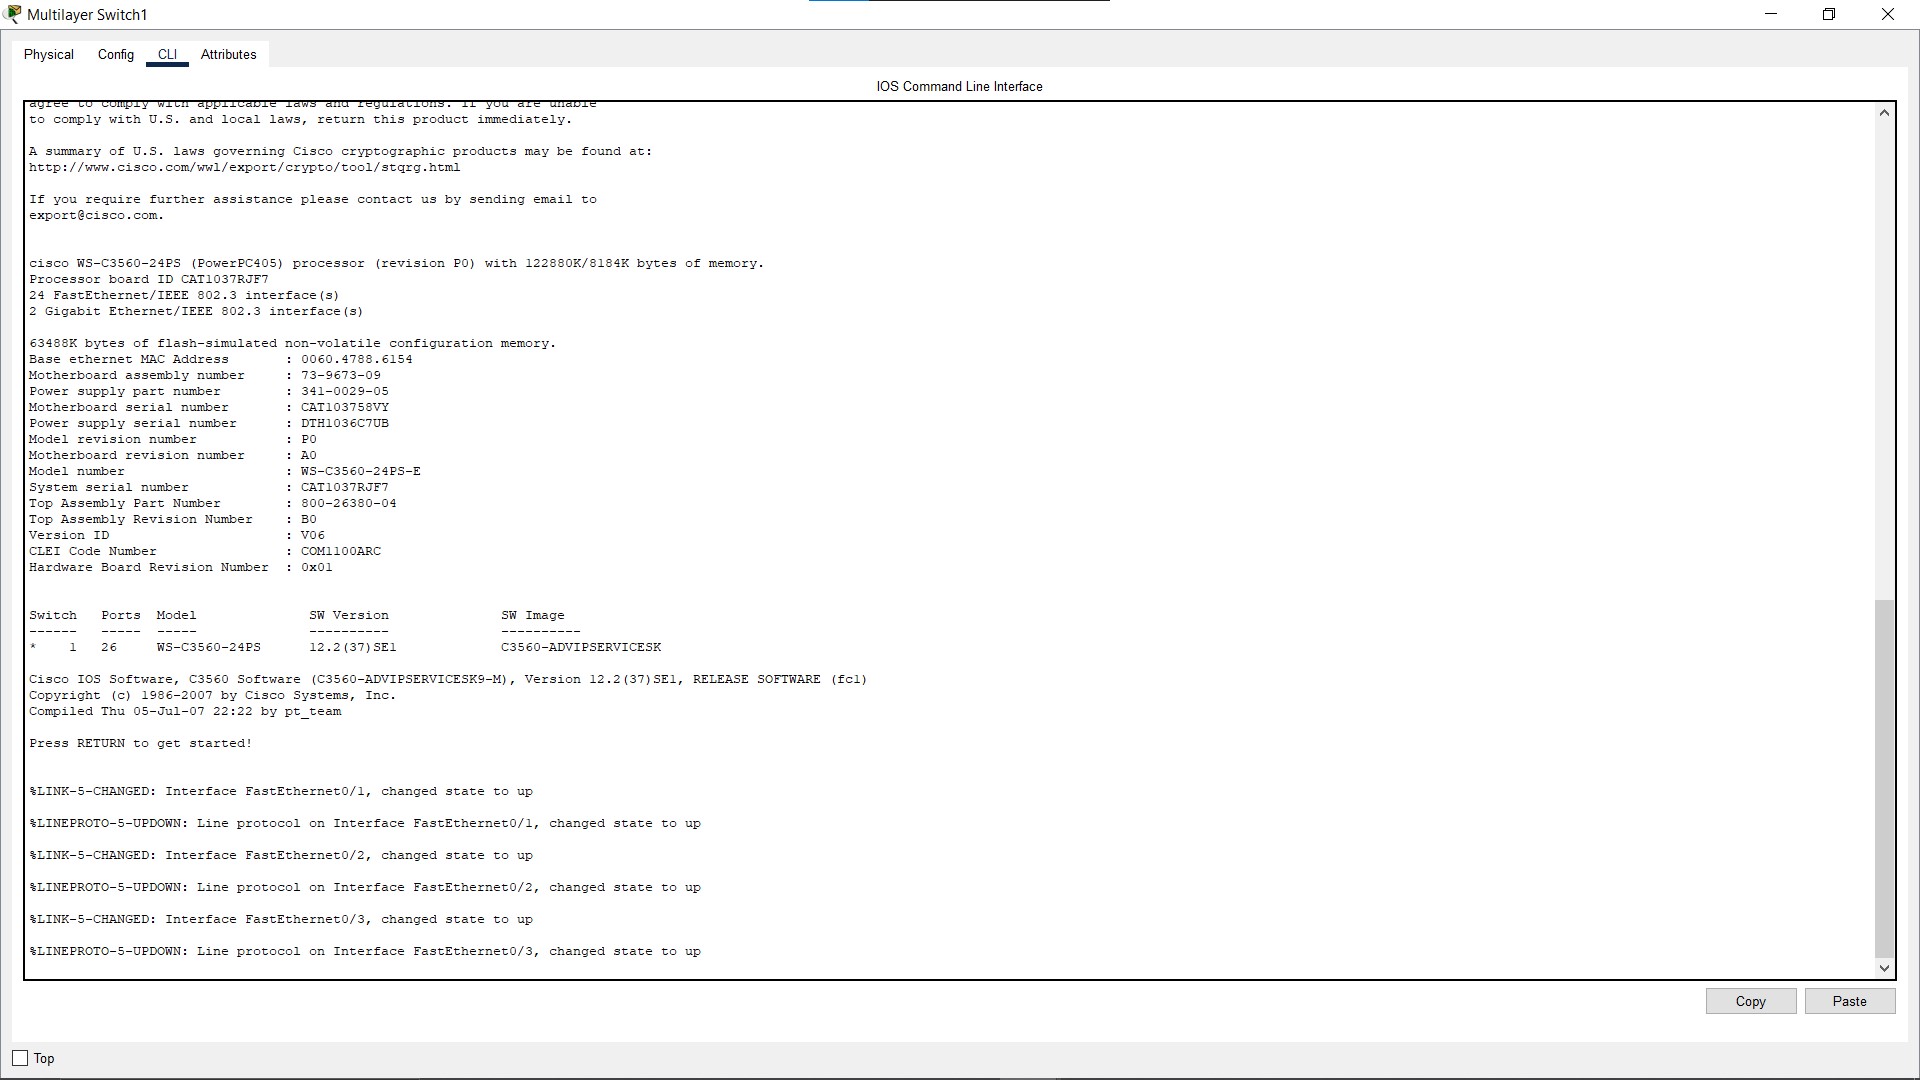 Multilayer Switch1
Physical Config CLI Attributes
IOS Command Line Interface
agree to comply with applicable laws and regulations. If you are unable
to comply with U.S. and local laws, return this product immediately.
A summary of U.S. laws governing Cisco cryptographic products may be found at:
http://www.cisco.com/wwl/export/crypto/tool/stqrg.html
If you require further assistance please contact us by sending email to
export@cisco.com.
cisco WS-C3560-24PS (PowerPC405) processor (revision P0) with 122880K/8184K bytes of memory.
Processor board ID CAT1037RJF7
24 FastEthernet/IEEE 802.3 interface(s)
2 Gigabit Ethernet/IEEE 802.3 interface(s)
63488K bytes of flash-simulated non-volatile configuration memory.
Base ethernet MAC Address : 0060.4788.6154
Motherboard assembly number : 73-9673-09
Power supply part number : 341-0029-05
Motherboard serial number : CAT103758VY
Power supply serial number : DTH1036C7UB
Model revision number : P0
Motherboard revision number : A0
Model number : WS-C3560-24PS-E
System serial number : CAT1037RJF7
Top Assembly Part Number : 800-26380-04
Top Assembly Revision Number : B0
Version ID : V06
CLEI Code Number : COM1100ARC
Hardware Board Revision Number : 0x01
Switch Ports Model SW Version SW Image
------ ----- ----- ---------- ----------
* 1 26 WS-C3560-24PS 12.2(37)SE1 C3560-ADVIPSERVICESK
Cisco IOS Software, C3560 Software (C3560-ADVIPSERVICESK9-M), Version 12.2(37)SE1, RELEASE SOFTWARE (fc1)
Copyright (c) 1986-2007 by Cisco Systems, Inc.
Compiled Thu 05-Jul-07 22:22 by pt_team
Press RETURN to get started!
%LINK-5-CHANGED: Interface FastEthernet0/1, changed state to up
%LINEPROTO-5-UPDOWN: Line protocol on Interface FastEthernet0/1, changed state to up
%LINK-5-CHANGED: Interface FastEthernet0/2, changed state to up
%LINEPROTO-5-UPDOWN: Line protocol on Interface FastEthernet0/2, changed state to up
%LINK-5-CHANGED: Interface FastEthernet0/3, changed state to up
%LINEPROTO-5-UPDOWN: Line protocol on Interface FastEthernet0/3, changed state to up
Copy Paste
Top